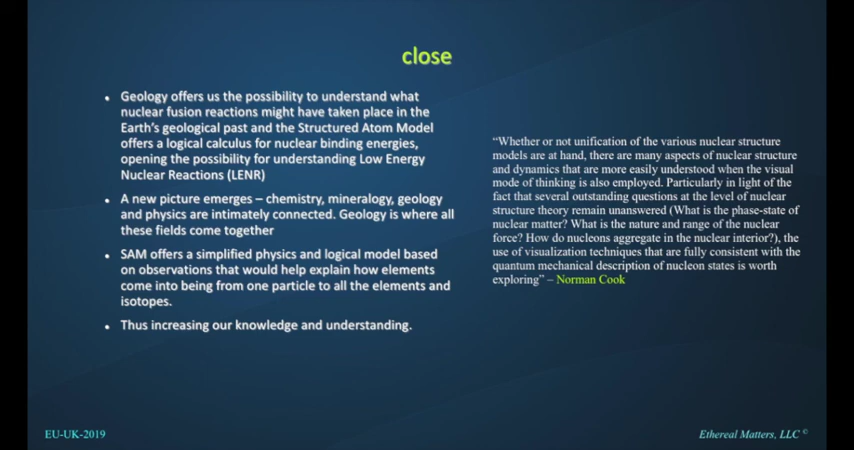 close
• Geology offers us the possibility to understand what
nuclear fusion reactions might have taken place in the
Earth's geological past and the Structured Atom Model
offers a logical calculus for nuclear binding energies,
opening the possibility for understanding Low Energy
Nuclear Reactions (LENR)
• A new picture emerges – chemistry, mineralogy, geology
and physics are intimately connected. Geology is where all
these fields come together
• SAM offers a simplified physics and logical model based
on observations that would help explain how elements
come into being from one particle to all the elements and
isotopes.
• Thus increasing our knowledge and understanding.
“Whether or not unification of the various nuclear structure
models are at hand, there are many aspects of nuclear structure
and dynamics that are more easily understood when the visual
mode of thinking is also employed. Particularly in light of the
fact that several outstanding questions at the level of nuclear
structure theory remain unanswered (What is the phase-state of
nuclear matter? What is the nature and range of the nuclear
force? How do nucleons aggregate in the nuclear interior?), the
use of visualization techniques that are fully consistent with the
quantum mechanical description of nucleon states is worth
exploring” – Norman Cook
EU-UK-2019
Ethereal Matters, LLC ©